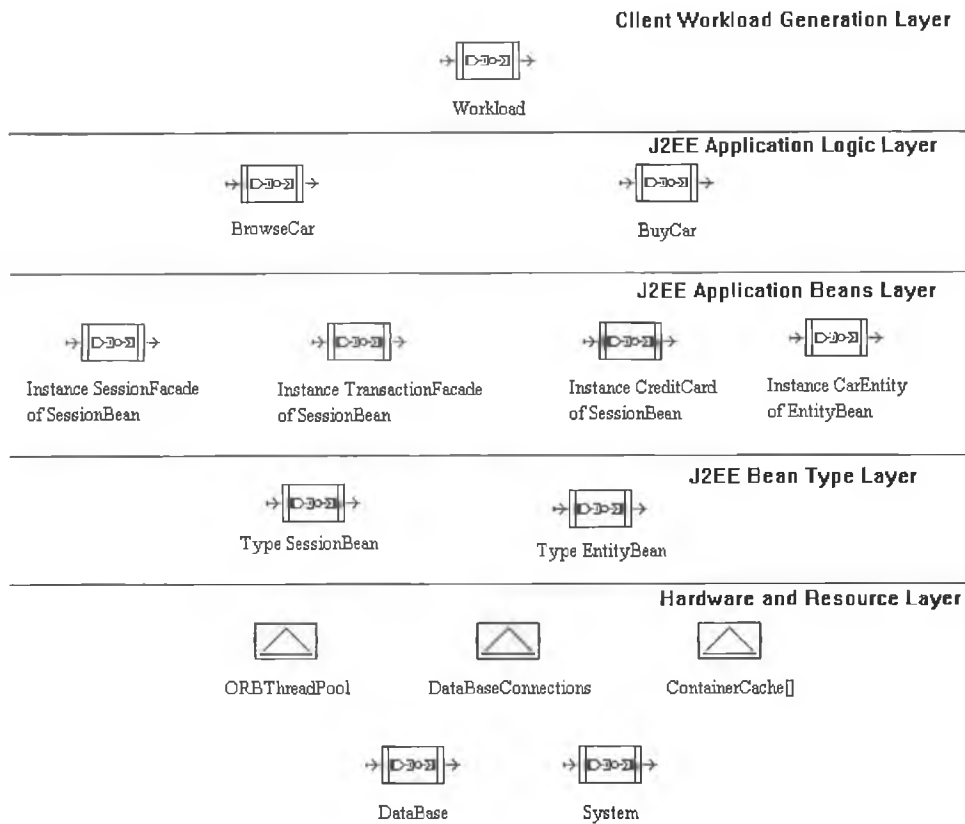 Client Workload Generation Layer
Workload
J2EE Application Logic Layer
BrowseCar
BuyCar
J2EE Application Beans Layer
Instance SessionFacade
of SessionBean
Instance TransactionFacade
of SessionBean
Instance CreditCard
of SessionBean
Instance CarEntity
of EntityBean
J2EE Bean Type Layer
Type SessionBean
Type EntityBean
Hardware and Resource Layer
ORBThreadPool
DataBaseConnections
ContainerCache[]
DataBase
System